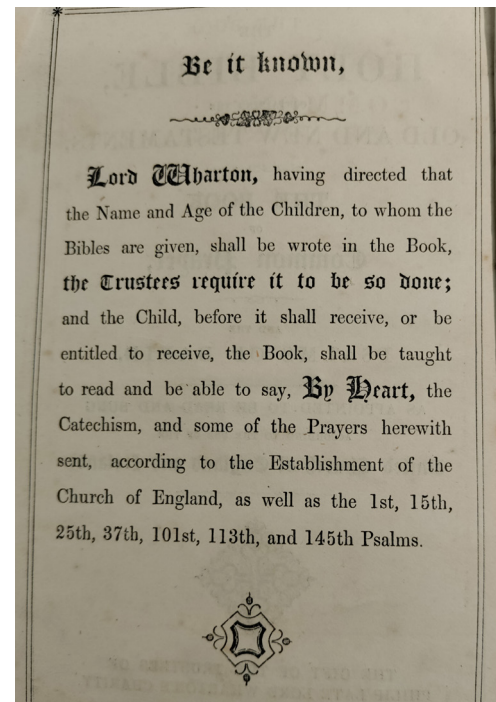 Be it known,
Lord Wharton, having directed that
the Name and Age of the Children, to whom the
Bibles are given, shall be wrote in the Book,
the Trustees require it to be so done;
and the Child, before it shall receive, or be
entitled to receive, the Book, shall be taught
to read and be able to say, By Heart, the
Catechism, and some of the Prayers herewith
sent, according to the Establishment of the
Church of England, as well as the 1st, 15th,
25th, 37th, 101st, 113th, and 145th Psalms.